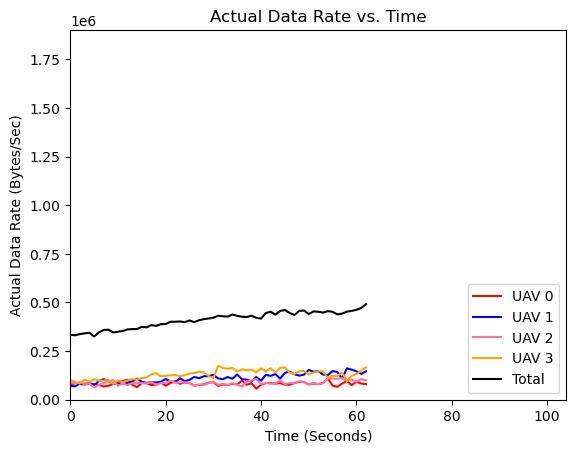 Actual Data Rate vs. Time
1e6
1.75
1.50
1.25
1.00
0.75
0.50
0.25
0.00
Actual Data Rate (Bytes/Sec)
0 20 40 60 80 100
Time (Seconds)
UAV 0
UAV 1
UAV 2
UAV 3
Total